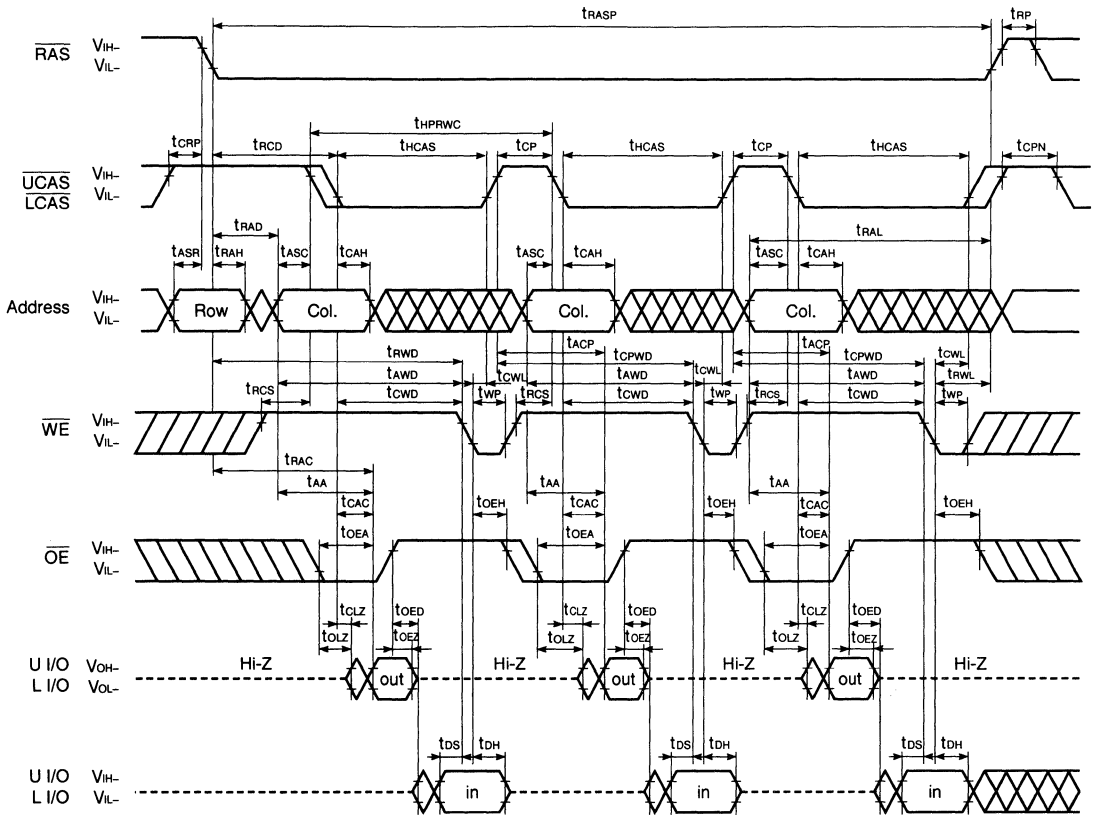 tRASP tRP
RAS VIH–
VIL–
tHPRWC
tCRP tRCD tHCAS tCP tHCAS tCP tHCAS tCPN
UCAS VIH–
LCAS VIL–
tRAD tRAL
tASR tRAH tASC tCAH tASC tCAH tASC tCAH
Address VIH– Row Col. Col. Col.
VIL–
tRWD tACP tCPWD tACP tCPWD tCWL
tAWD tCWL tAWD tCWL tAWD tRWL
tRCS tCWD tWP tRCS tCWD tWP tRCS tCWD tWP
WE VIH–
VIL–
tRAC
tAA tAA tAA
tCAC tOEH tCAC tOEH tCAC tOEH
tOEA tOEA tOEA
OE VIH–
VIL–
tCLZ tOED tCLZ tOED tCLZ tOED
tOLZ tOEZ tOLZ tOEZ tOLZ tOEZ
U I/O VOH– Hi-Z out Hi-Z out Hi-Z out Hi-Z
L I/O VOL–
tDS tDH tDS tDH tDS tDH
U I/O VIH– in in in
L I/O VIL–